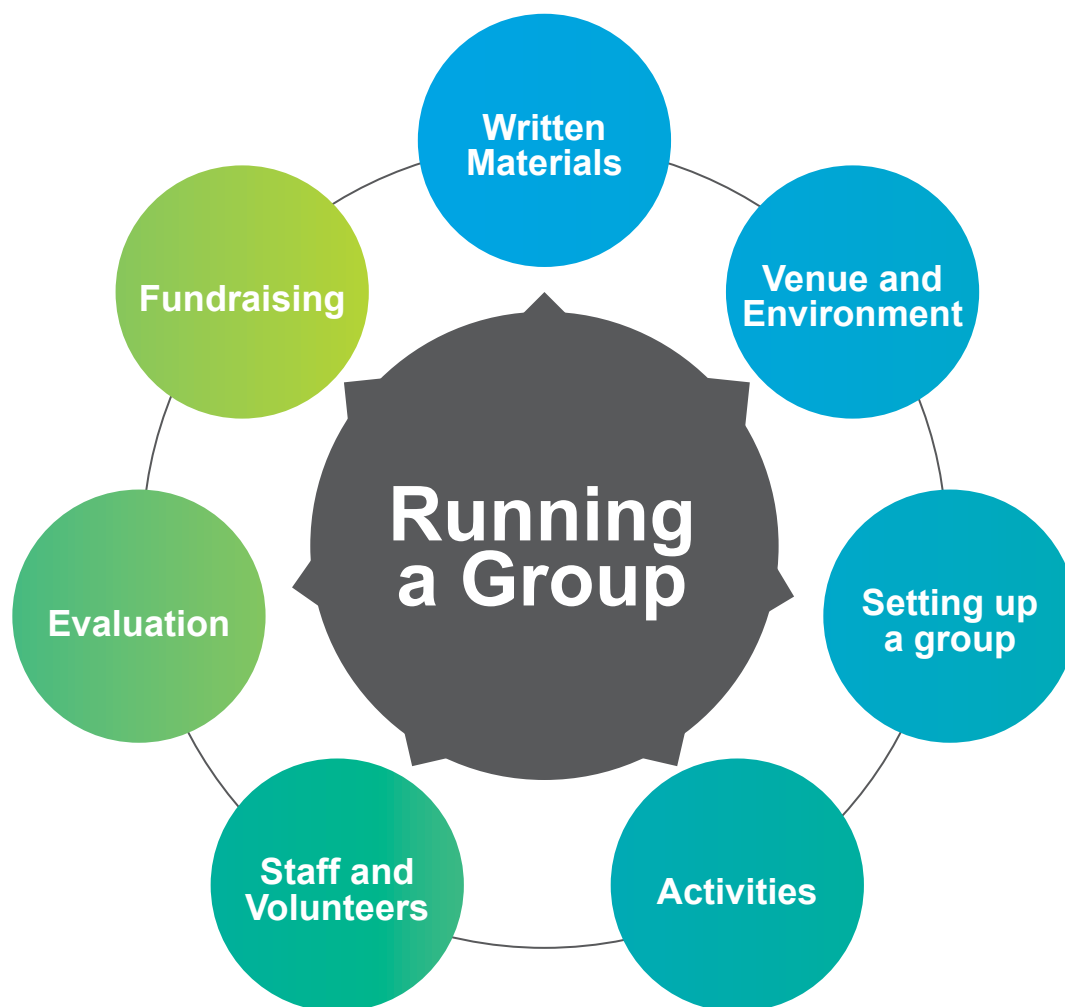 Written
Materials
Venue and
Environment
Setting up
a group
Activities
Staff and
Volunteers
Evaluation
Fundraising
Running
a Group